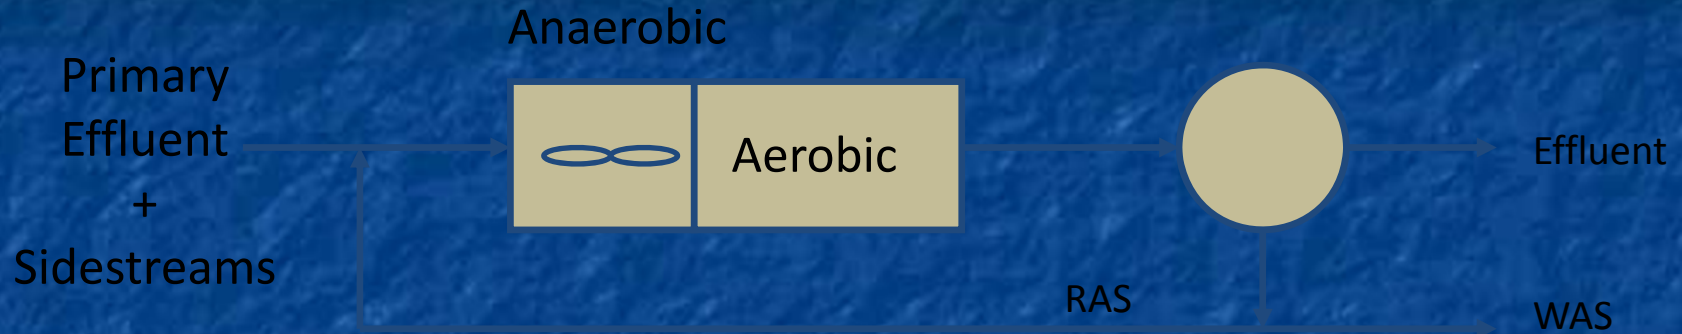 Anaerobic
Primary
Effluent
+
Sidestreams
Aerobic
Effluent
RAS
WAS